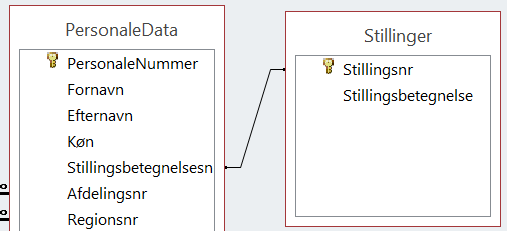 PersonaleData
PersonaleNummer
Fornavn
Efternavn
Køn
Stillingsbetegnelsesn
Afdelingsnr
Regionsnr
Stillinger
Stillingsnr
Stillingsbetegnelse